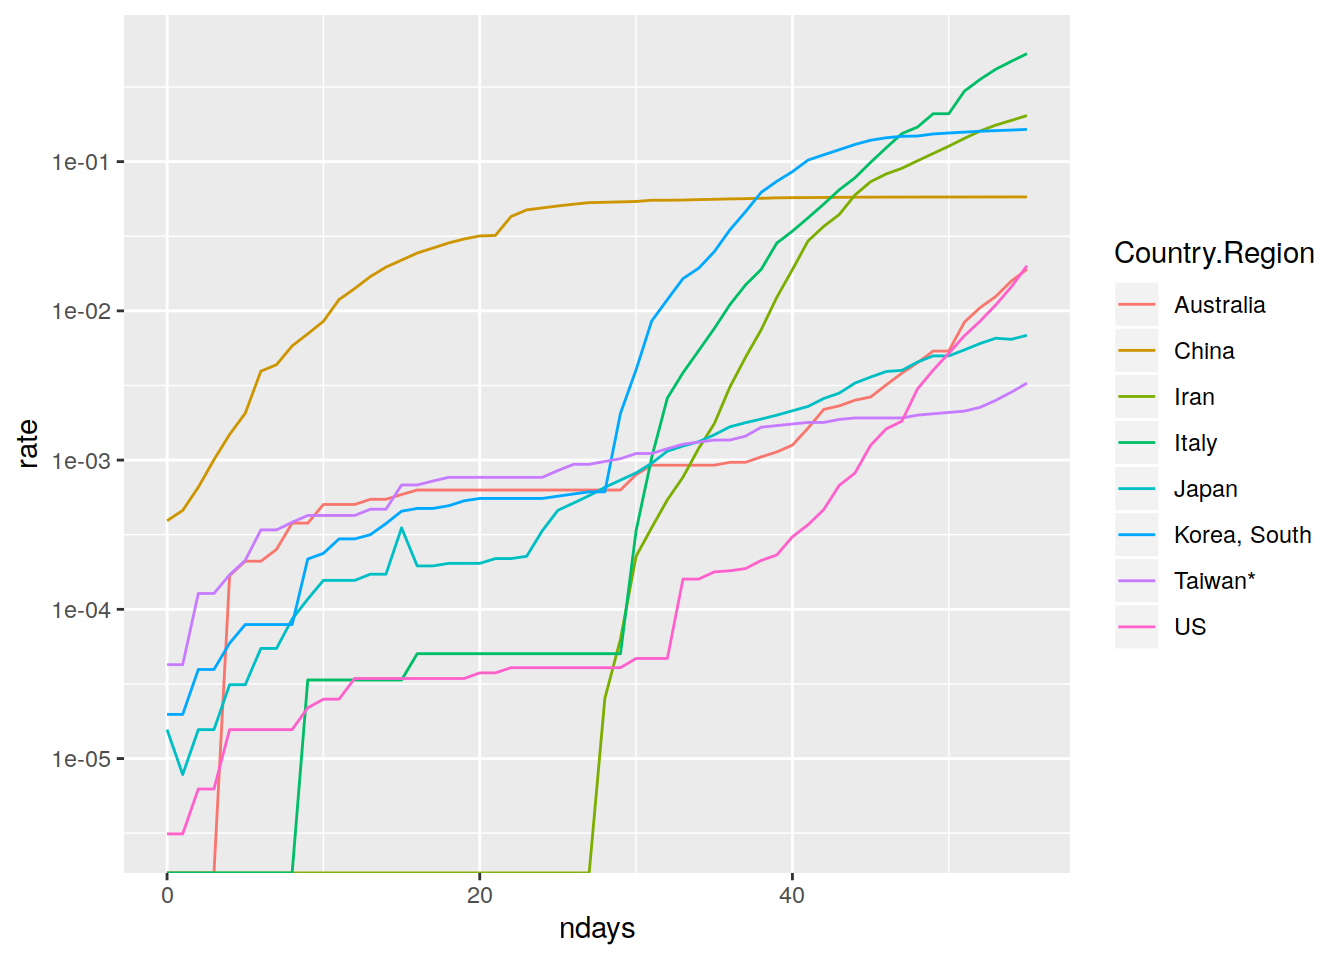 rate
1e-01
1e-02
1e-03
1e-04
1e-05
0 20 40
ndays
Country.Region
Australia
China
Iran
Italy
Japan
Korea, South
Taiwan*
US